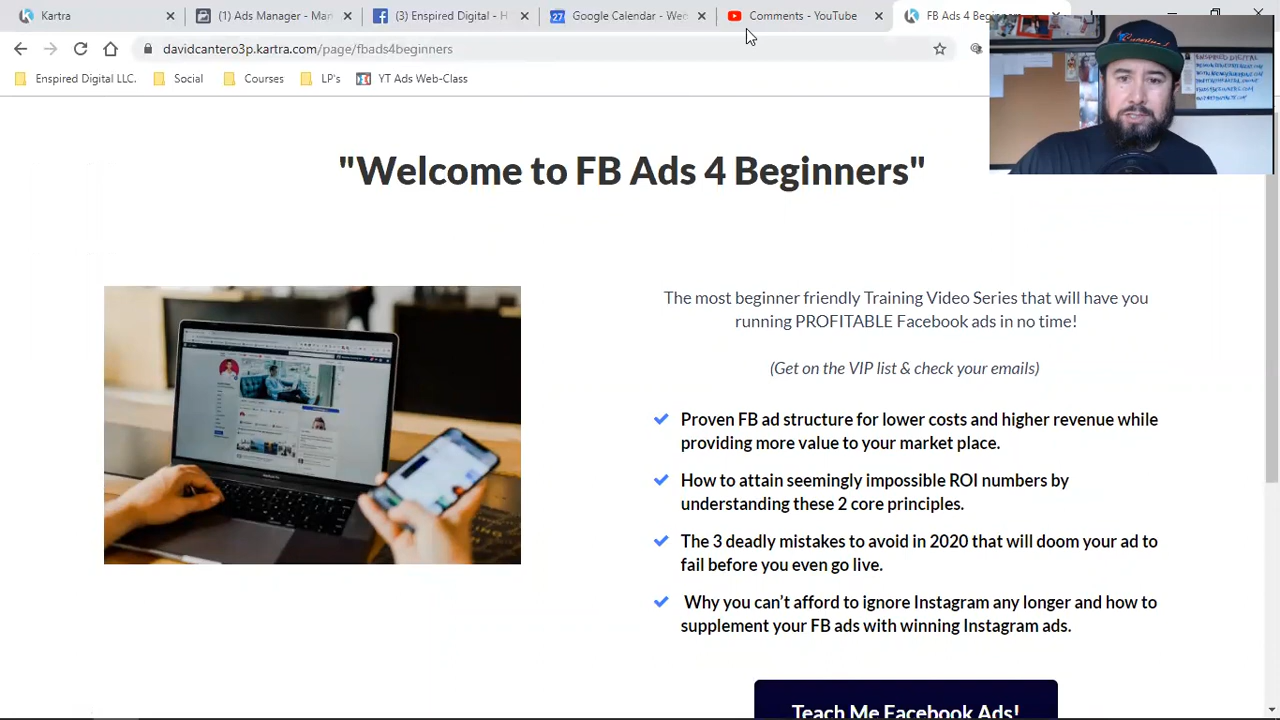 Kartra
(1) Ads Manager - Man
(3) Enspired Digital - H
27
Google Calendar - Wee
Comments - YouTube
FB Ads 4 Beginners
davidcantero3p.kartra.com/page/fbads4beginners
Enspired Digital LLC.
Social
Courses
LP's
YT Ads Web-Class
ENSPIRED DIGITAL
"Welcome to FB Ads 4 Beginners"
The most beginner friendly Training Video Series that will have you
running PROFITABLE Facebook ads in no time!
(Get on the VIP list & check your emails)
Proven FB ad structure for lower costs and higher revenue while
providing more value to your market place.
How to attain seemingly impossible ROI numbers by
understanding these 2 core principles.
The 3 deadly mistakes to avoid in 2020 that will doom your ad to
fail before you even go live.
Why you can’t afford to ignore Instagram any longer and how to
supplement your FB ads with winning Instagram ads.
Teach Me Facebook Ads!